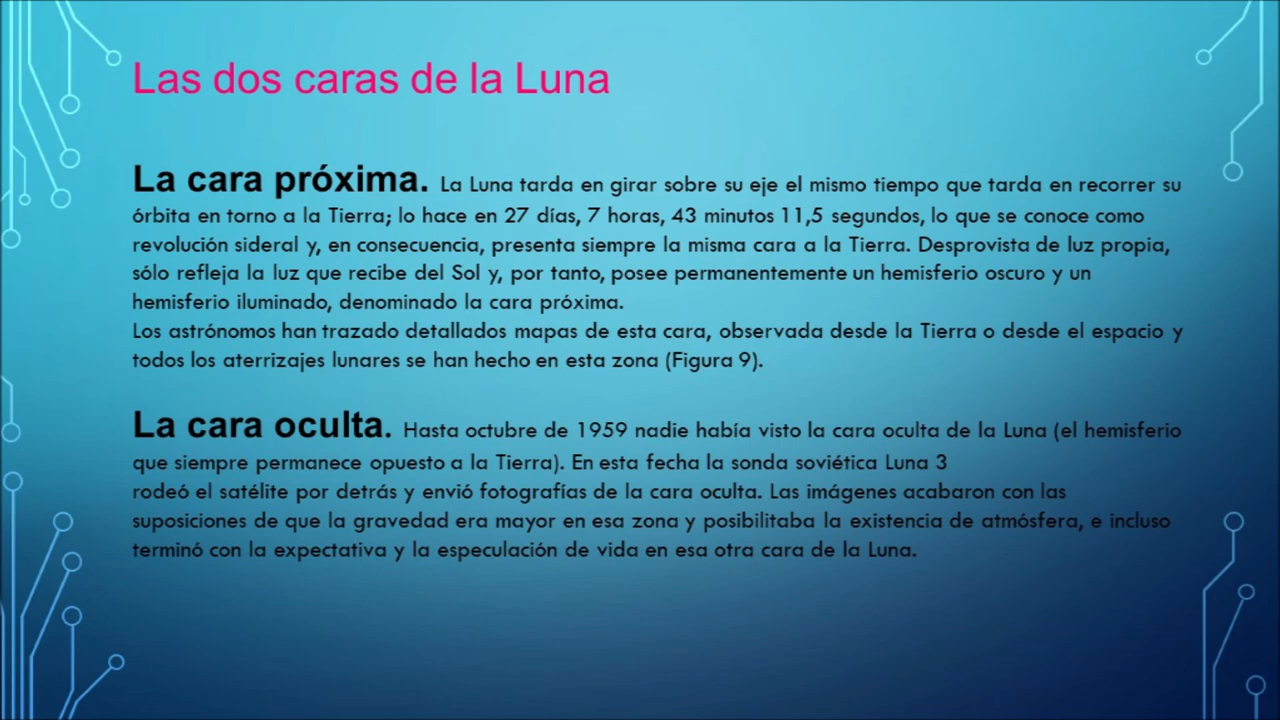 Las dos caras de la Luna
La cara próxima. La Luna tarda en girar sobre su eje el mismo tiempo que tarda en recorrer su
órbita en torno a la Tierra; lo hace en 27 días, 7 horas, 43 minutos 11,5 segundos, lo que se conoce como
revolución sideral y, en consecuencia, presenta siempre la misma cara a la Tierra. Desprovista de luz propia,
sólo refleja la luz que recibe del Sol y, por tanto, posee permanentemente un hemisferio oscuro y un
hemisferio iluminado, denominado la cara próxima.
Los astrónomos han trazado detallados mapas de esta cara, observada desde la Tierra o desde el espacio y
todos los aterrizajes lunares se han hecho en esta zona (Figura 9).
La cara oculta. Hasta octubre de 1959 nadie había visto la cara oculta de la Luna (el hemisferio
que siempre permanece opuesto a la Tierra). En esta fecha la sonda soviética Luna 3
rodeó el satélite por detrás y envió fotografías de la cara oculta. Las imágenes acabaron con las
suposiciones de que la gravedad era mayor en esa zona y posibilitaba la existencia de atmósfera, e incluso
terminó con la expectativa y la especulación de vida en esa otra cara de la Luna.